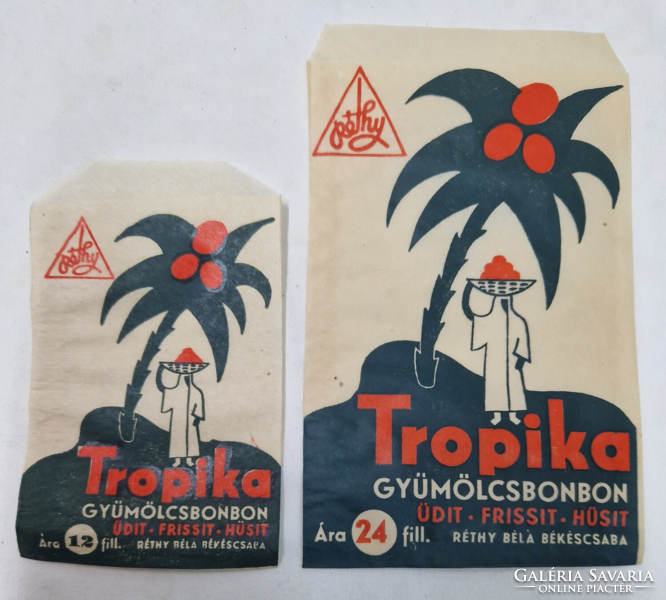 Réthy
Tropika
GYÜMÖLCSBONBON
ÜDIT · FRISSIT · HÜSIT
Ára 12 fill. RÉTHY BÉLA BÉKÉSCSABA
Réthy
Tropika
GYÜMÖLCSBONBON
ÜDIT · FRISSIT · HÜSIT
Ára 24 fill. RÉTHY BÉLA BÉKÉSCSABA
GALÉRIA SAVARIA
ONLINE PIACTÉR